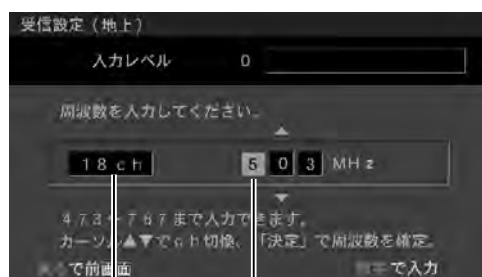 受信設定（地上）
入力レベル 0
周波数を入力してください。
18ch 503MHz
473～767まで入力できます。
カーソル▲▼でch切換、「決定」で周波数を確定。
で前画面 で入力